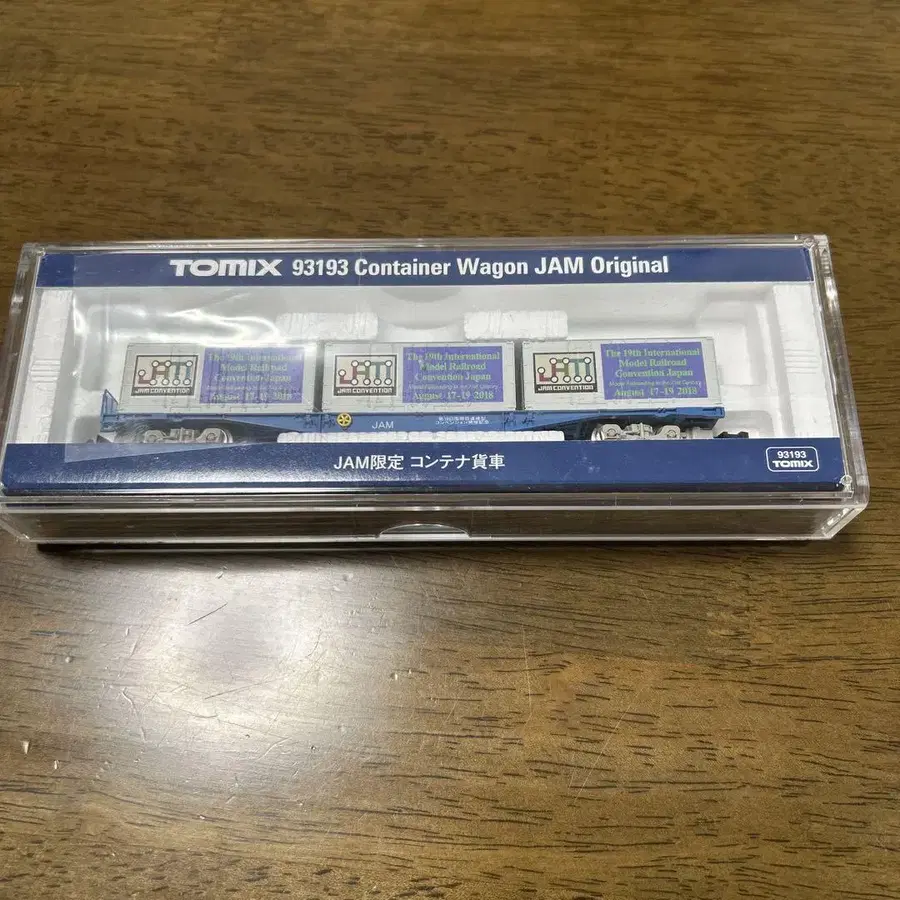 TOMIX 93193 Container Wagon JAM Original
JAM CONVENTION
The 19th International
Model Railroad
Convention Japan
August 17-19 2018
JAM CONVENTION
The 19th International
Model Railroad
Convention Japan
August 17-19 2018
JAM CONVENTION
The 19th International
Model Railroad
Convention Japan
August 17-19 2018
JAM
JAM限定 コンテナ貨車
93193
TOMIX